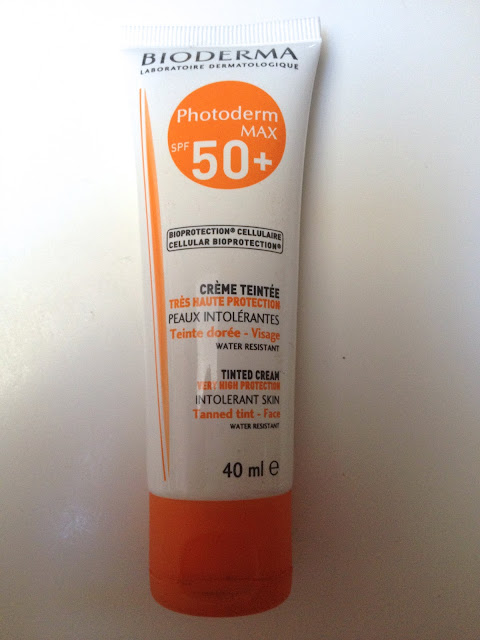 BIODERMA
LABORATOIRE DERMATOLOGIQUE
Photoderm
MAX
SPF 50+
BIOPROTECTION® CELLULAIRE
CELLULAR BIOPROTECTION®
CRÈME TEINTÉE
TRÈS HAUTE PROTECTION
PEAUX INTOLÉRANTES
Teinte dorée - Visage
WATER RESISTANT
TINTED CREAM
VERY HIGH PROTECTION
INTOLERANT SKIN
Tanned tint - Face
WATER RESISTANT
40 ml e